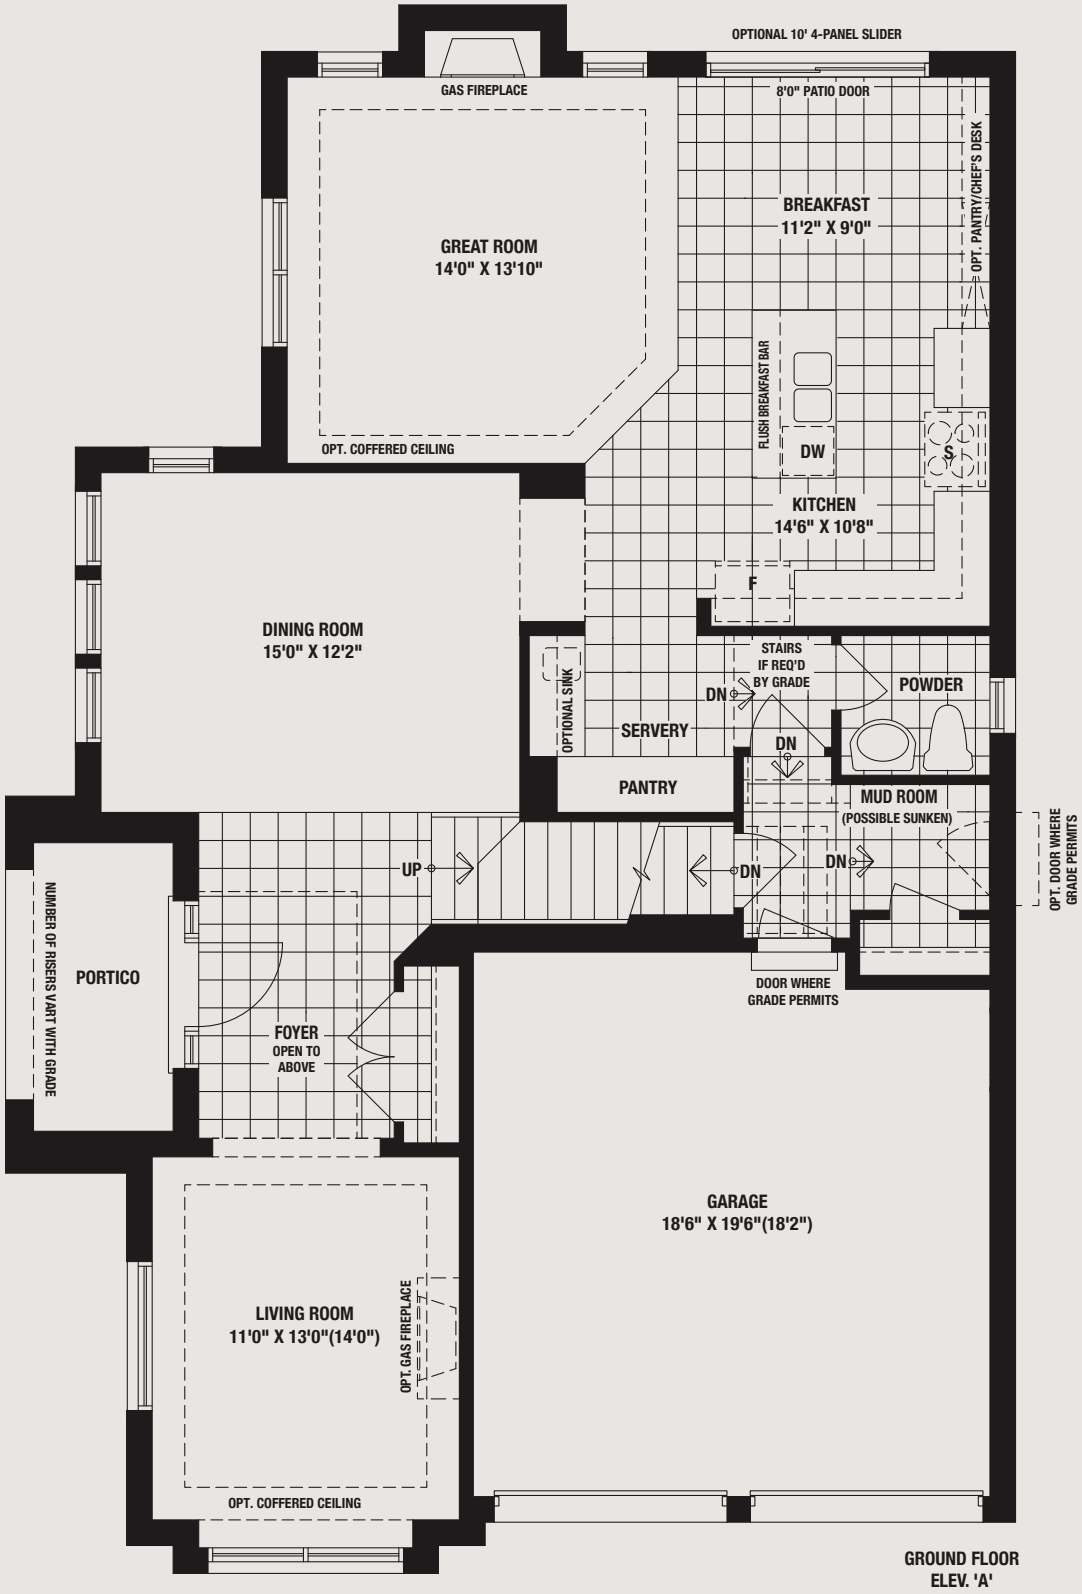 OPTIONAL 10' 4-PANEL SLIDER
GAS FIREPLACE
8'0" PATIO DOOR
OPT. PANTRY/CHEF'S DESK
BREAKFAST
11'2" X 9'0"
GREAT ROOM
14'0" X 13'10"
FLUSH BREAKFAST BAR
OPT. COFFERED CEILING
DW
S
KITCHEN
14'6" X 10'8"
F
DINING ROOM
15'0" X 12'2"
STAIRS
IF REQ'D
BY GRADE
OPTIONAL SINK
DN
POWDER
SERVERY
DN
PANTRY
MUD ROOM
(POSSIBLE SUNKEN)
OPT. DOOR WHERE
GRADE PERMITS
UP
DN
DN
NUMBER OF RISERS VART WITH GRADE
PORTICO
DOOR WHERE
GRADE PERMITS
FOYER
OPEN TO
ABOVE
GARAGE
18'6" X 19'6"(18'2")
LIVING ROOM
11'0" X 13'0"(14'0")
OPT. GAS FIREPLACE
OPT. COFFERED CEILING
GROUND FLOOR
ELEV. 'A'